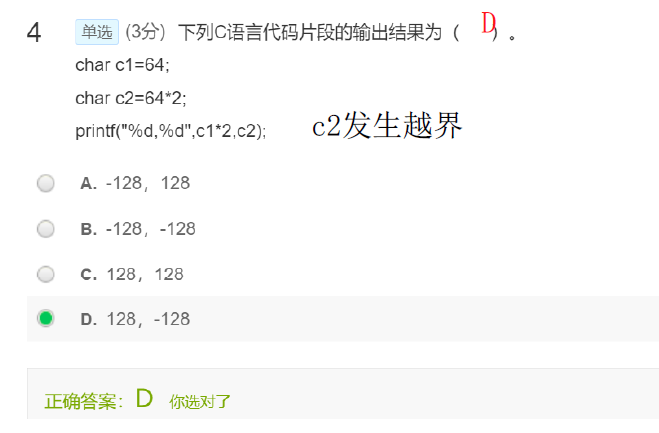 4 单选 (3分) 下列C语言代码片段的输出结果为（ D ）。
char c1=64;
char c2=64*2;
printf("%d,%d",c1*2,c2); c2发生越界
A. -128，128
B. -128，-128
C. 128，128
D. 128，-128
正确答案：D 你选对了